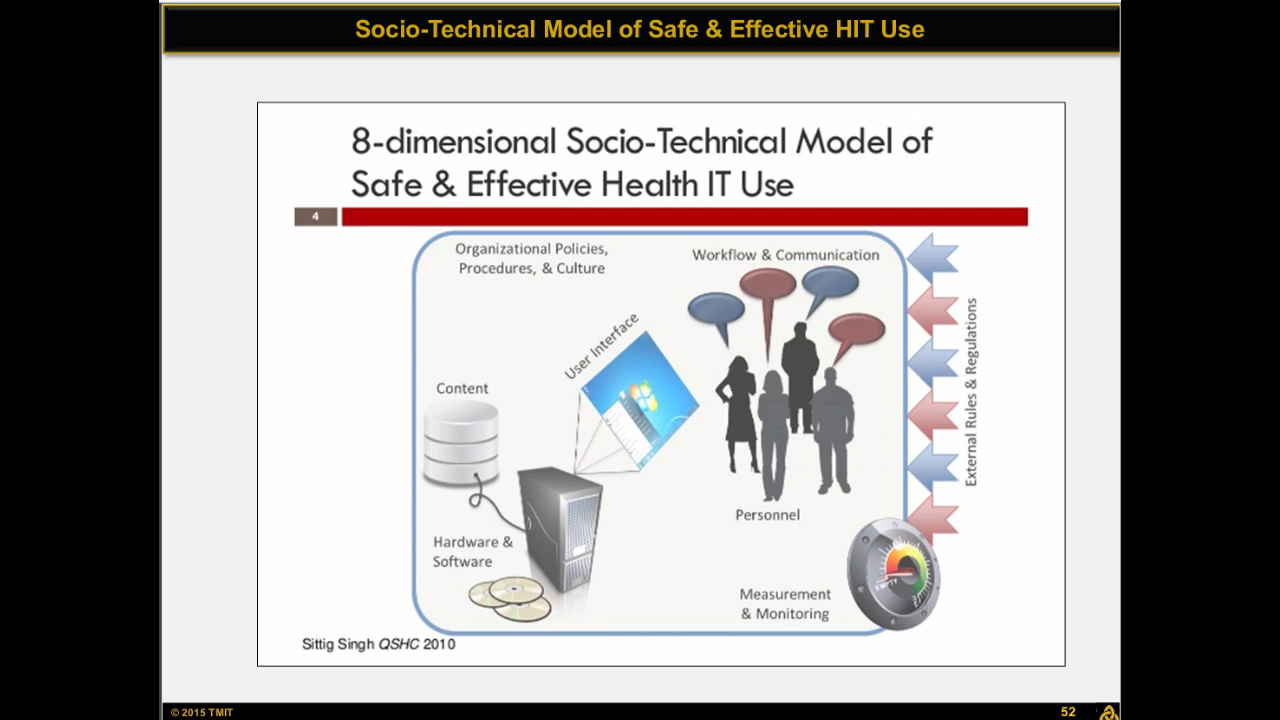 Socio-Technical Model of Safe & Effective HIT Use
8-dimensional Socio-Technical Model of
Safe & Effective Health IT Use
4
Organizational Policies,
Procedures, & Culture
Workflow & Communication
User Interface
External Rules & Regulations
Content
Personnel
Hardware &
Software
EMPTY
Measurement
& Monitoring
Sittig Singh QSHC 2010
© 2015 TMIT
52